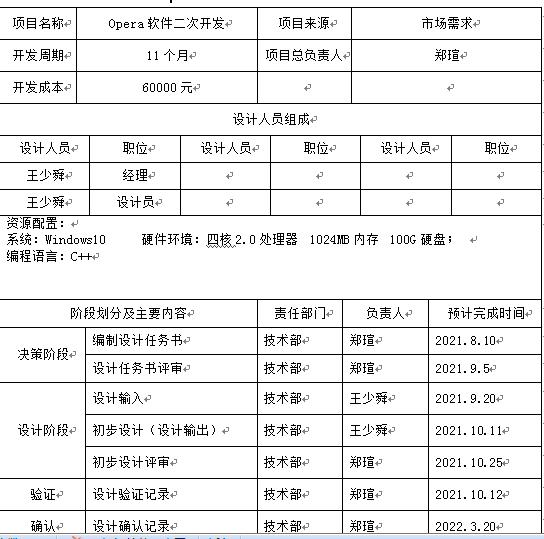 项目名称 Opera 软件二次开发 项目来源 市场需求
开发周期 11 个月 项目总负责人 郑瑄
开发成本 60000 元
设计人员组成
设计人员 职位 设计人员 职位 设计人员 职位
王少舜 经理
王少舜 设计员
资源配置：
系统：Windows10 硬件环境：四核 2.0 处理器 1024MB 内存 100G 硬盘；
编程语言：C++
阶段划分及主要内容 责任部门 负责人 预计完成时间
决策阶段 编制设计任务书 技术部 郑瑄 2021.8.10
设计任务书评审 技术部 郑瑄 2021.9.5
设计阶段 设计输入 技术部 王少舜 2021.9.20
初步设计（设计输出） 技术部 王少舜 2021.10.11
初步设计评审 技术部 郑瑄 2021.10.25
验证 设计验证记录 技术部 郑瑄 2021.10.12
确认 设计确认记录 技术部 郑瑄 2022.3.20